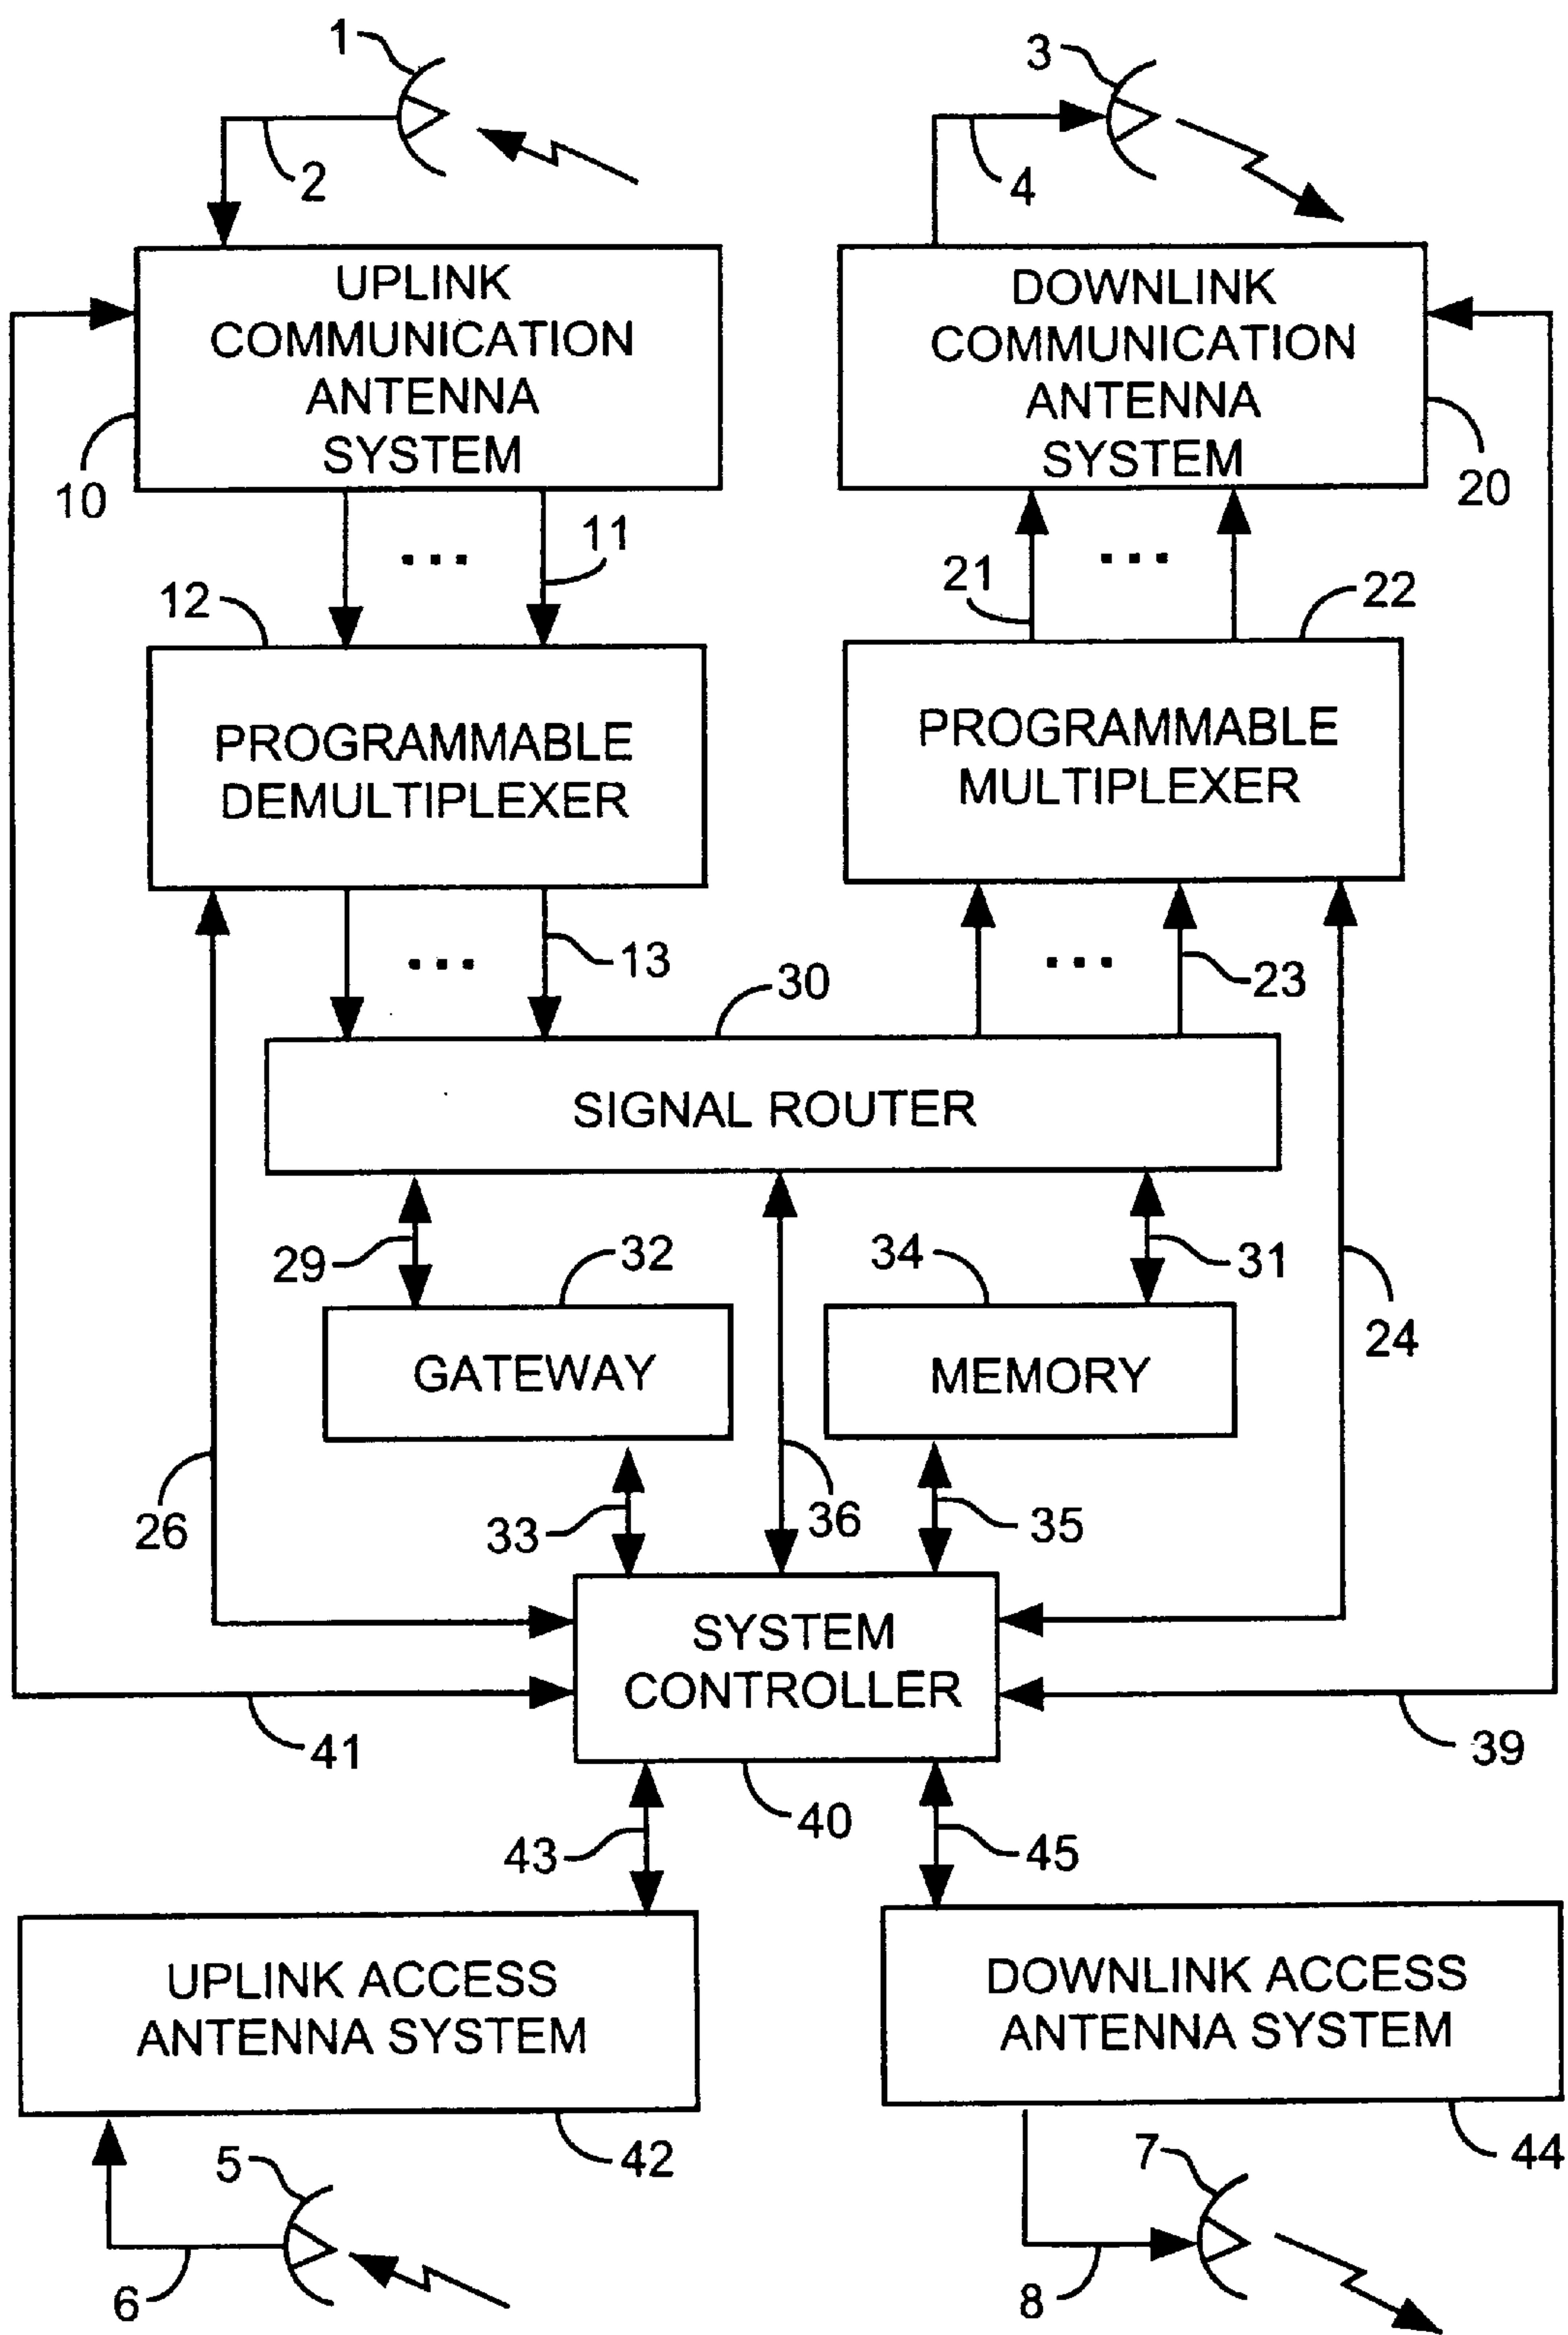 1
3
2
4
UPLINK
COMMUNICATION
ANTENNA
SYSTEM
DOWNLINK
COMMUNICATION
ANTENNA
SYSTEM
10
20
...
11
21
...
12
22
PROGRAMMABLE
DEMULTIPLEXER
PROGRAMMABLE
MULTIPLEXER
...
13
30
...
23
SIGNAL ROUTER
29
32
34
31
24
GATEWAY
MEMORY
26
33
36
35
SYSTEM
CONTROLLER
41
39
40
43
45
UPLINK ACCESS
ANTENNA SYSTEM
DOWNLINK ACCESS
ANTENNA SYSTEM
5
42
7
44
6
8